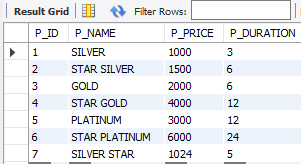 Result Grid Filter Rows:
P_ID P_NAME P_PRICE P_DURATION
1 SILVER 1000 3
2 STAR SILVER 1500 6
3 GOLD 2000 6
4 STAR GOLD 4000 12
5 PLATINUM 3000 12
6 STAR PLATINUM 6000 24
7 SILVER STAR 1024 5